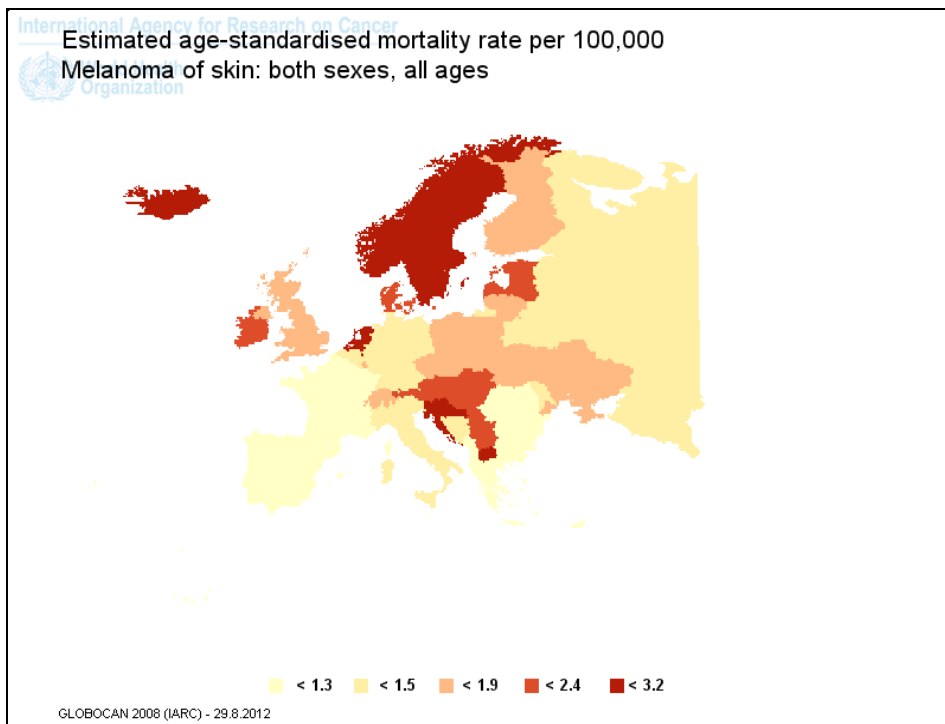 International Agency for Research on Cancer
Estimated age-standardised mortality rate per 100,000
Melanoma of skin: both sexes, all ages
World Health
Organization
< 1.3 < 1.5 < 1.9 < 2.4 < 3.2
GLOBOCAN 2008 (IARC) - 29.8.2012